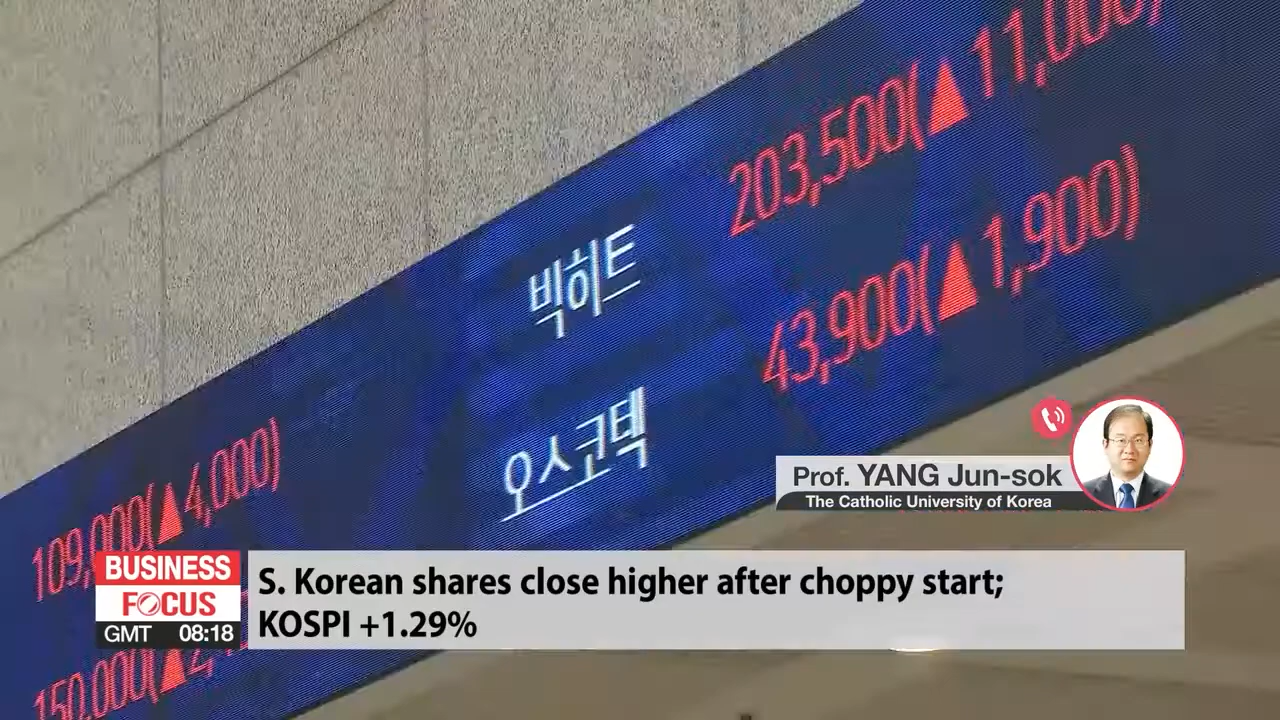 203,500(▲11,000)
빅히트
43,900(▲1,900)
오스코텍
109,000(▲4,000)
150,000(▲
Prof. YANG Jun-sok
The Catholic University of Korea
BUSINESS
FOCUS
GMT 08:18
S. Korean shares close higher after choppy start;
KOSPI +1.29%